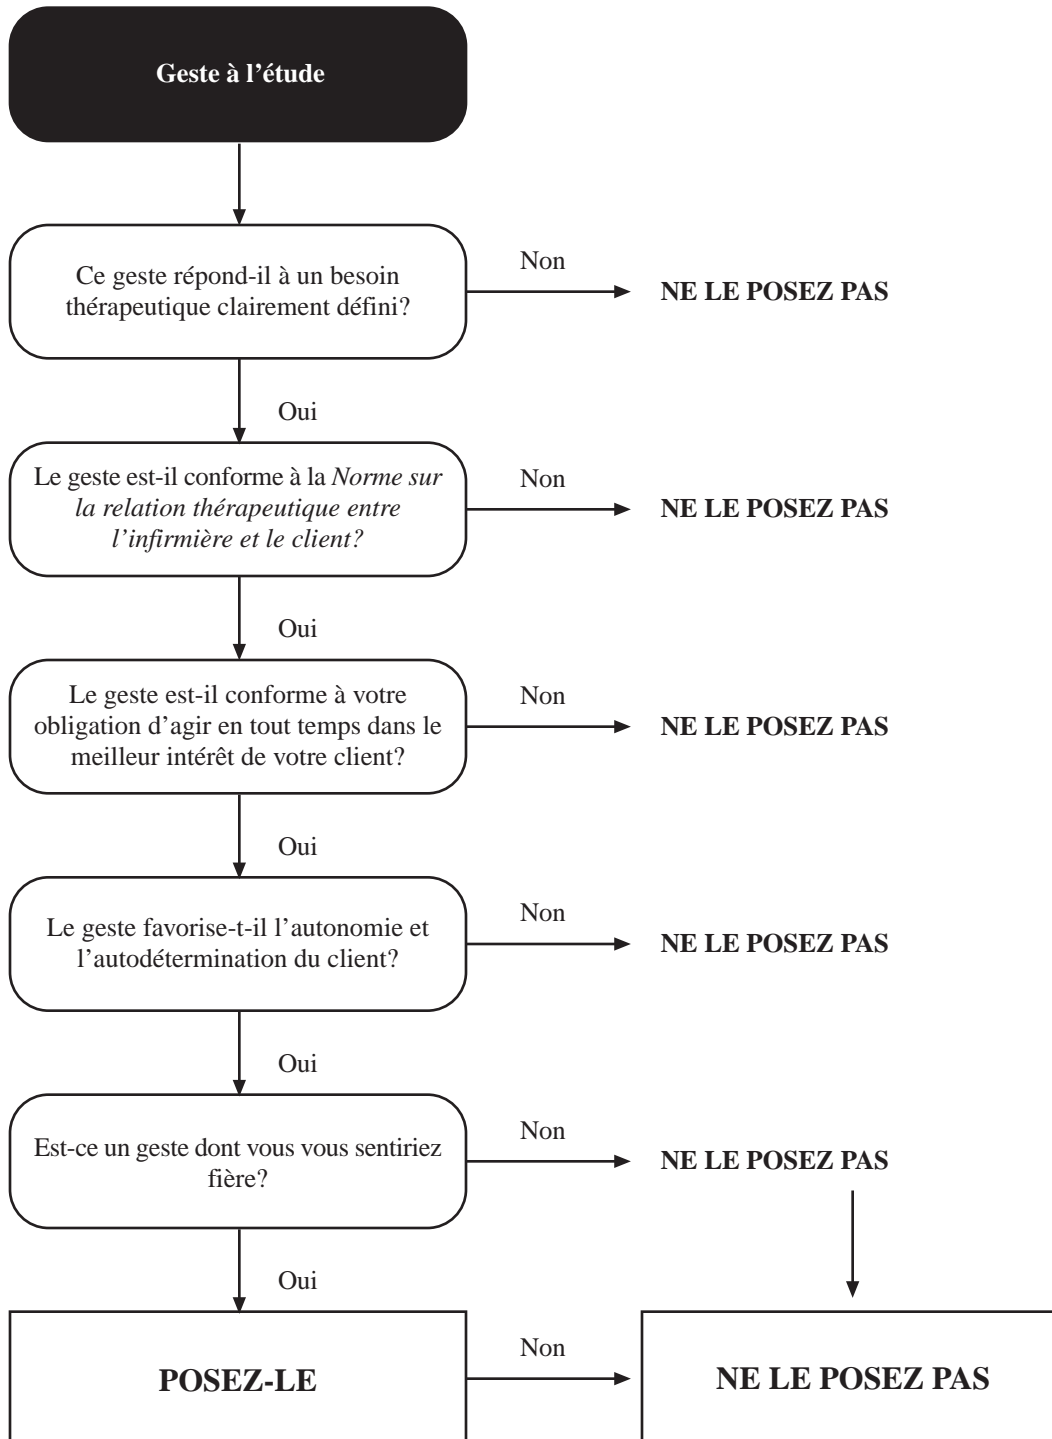 Geste à l’étude
Ce geste répond-il à un besoin
thérapeutique clairement défini?
Non
NE LE POSEZ PAS
Oui
Le geste est-il conforme à la Norme sur
la relation thérapeutique entre
l’infirmière et le client?
Non
NE LE POSEZ PAS
Oui
Le geste est-il conforme à votre
obligation d’agir en tout temps dans le
meilleur intérêt de votre client?
Non
NE LE POSEZ PAS
Oui
Le geste favorise-t-il l’autonomie et
l’autodétermination du client?
Non
NE LE POSEZ PAS
Oui
Est-ce un geste dont vous vous sentiriez
fière?
Non
NE LE POSEZ PAS
Oui
POSEZ-LE
Non
NE LE POSEZ PAS